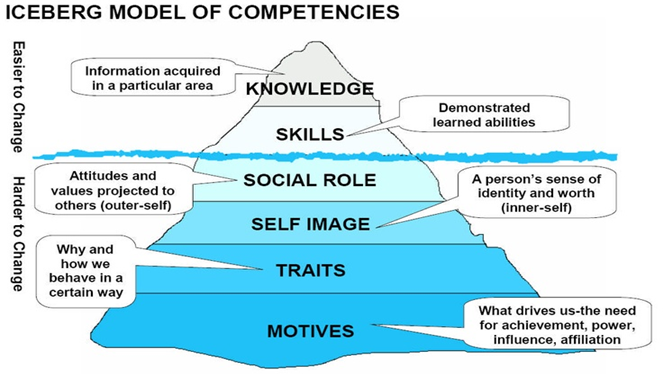 ICEBERG MODEL OF COMPETENCIES
Easier to Change
Information acquired
in a particular area
KNOWLEDGE
Demonstrated
learned abilities
SKILLS
Harder to Change
Attitudes and
values projected to
others (outer-self)
SOCIAL ROLE
A person's sense of
identity and worth
(inner-self)
SELF IMAGE
Why and
how we
behave in a
certain way
TRAITS
What drives us-the need
for achievement, power,
influence, affiliation
MOTIVES